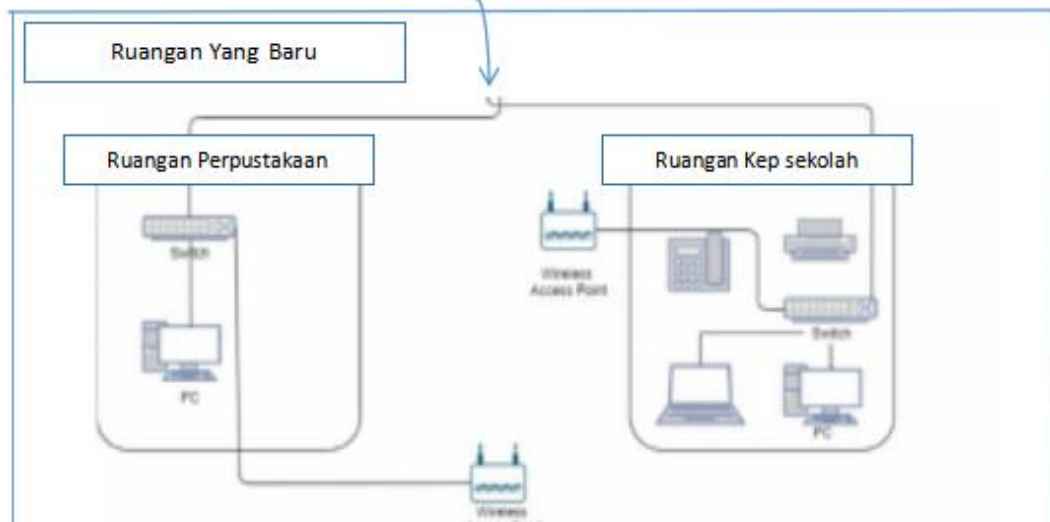 Ruangan Yang Baru
Ruangan Perpustakaan
Ruangan Kep sekolah
Switch
PC
Wireless
Access Point
Switch
PC
Wireless